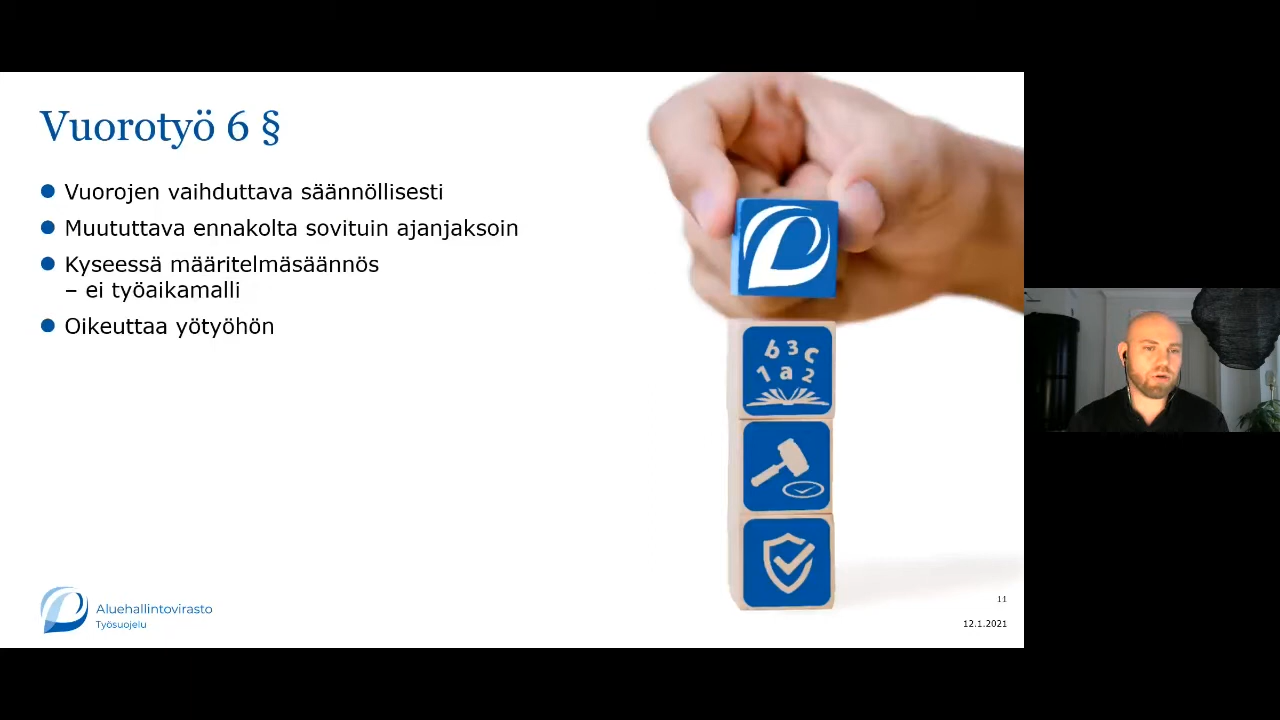 Vuorotyö 6 §
Vuorojen vaihduttava säännöllisesti
Muututtava ennakolta sovituin ajanjaksoin
Kyseessä määritelmäsäännös
– ei työaikamalli
Oikeuttaa yötyöhön
b 3 c
1 a 2
Aluehallintovirasto
Työsuojelu
11
12.1.2021